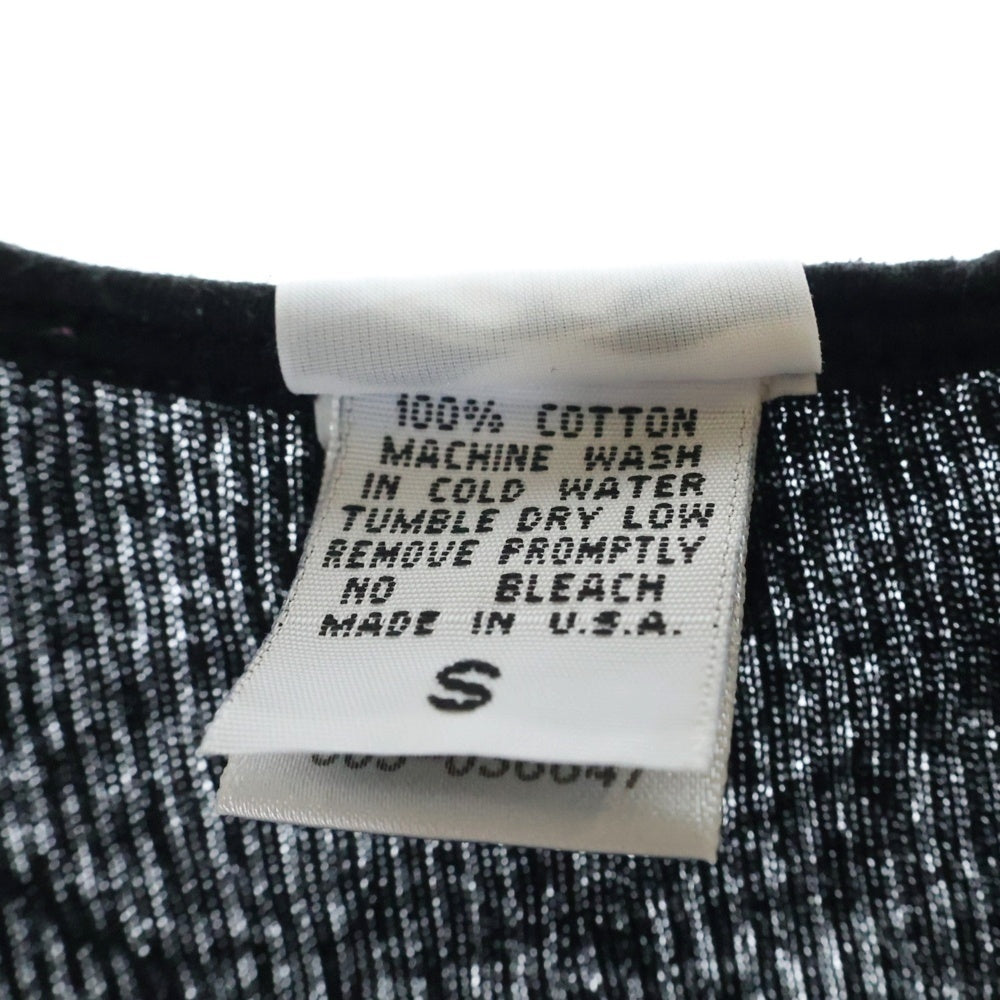 100% COTTON
MACHINE WASH
IN COLD WATER
TUMBLE DRY LOW
REMOVE PROMPTLY
NO BLEACH
MADE IN U.S.A.
S